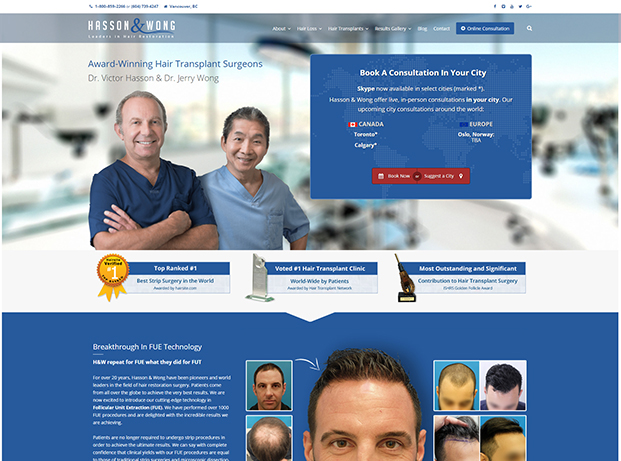 1-800-859-2266 or (604) 739-4247 Vancouver, BC
HASSON & WONG
Leaders in Hair Restoration
About Hair Loss Hair Transplants Results Gallery Blog Contact Online Consultation
Award-Winning Hair Transplant Surgeons
Dr. Victor Hasson & Dr. Jerry Wong
Book A Consultation In Your City
Skype now available in select cities (marked *).
Hasson & Wong offer live, in-person consultations in your city. Our
upcoming city consultations around the world:
CANADA
Toronto*
Calgary*
EUROPE
Oslo, Norway:
TBA
Book Now or Suggest a City
Verified
#1
Top Ranked #1
Best Strip Surgery in the World
Awarded by hairsite.com
Voted #1 Hair Transplant Clinic
World-Wide by Patients
Awarded by Hair Transplant Network
Most Outstanding and Significant
Contribution to Hair Transplant Surgery
ISHRS Golden Follicle Award
Breakthrough In FUE Technology
H&W repeat for FUE what they did for FUT
For over 20 years, Hasson & Wong have been pioneers and world
leaders in the field of hair restoration surgery. Patients come
from all over the globe to achieve the very best results. We are
now excited to introduce our cutting edge technology in
Follicular Unit Extraction (FUE). We have performed over 1000
FUE procedures and are delighted with the incredible results we
are achieving.
Patients are no longer required to undergo strip procedures in
order to achieve the ultimate results. We can say with complete
confidence that clinical yields with our FUE procedures are equal
to those of traditional strip surgeries and microscopic dissection.